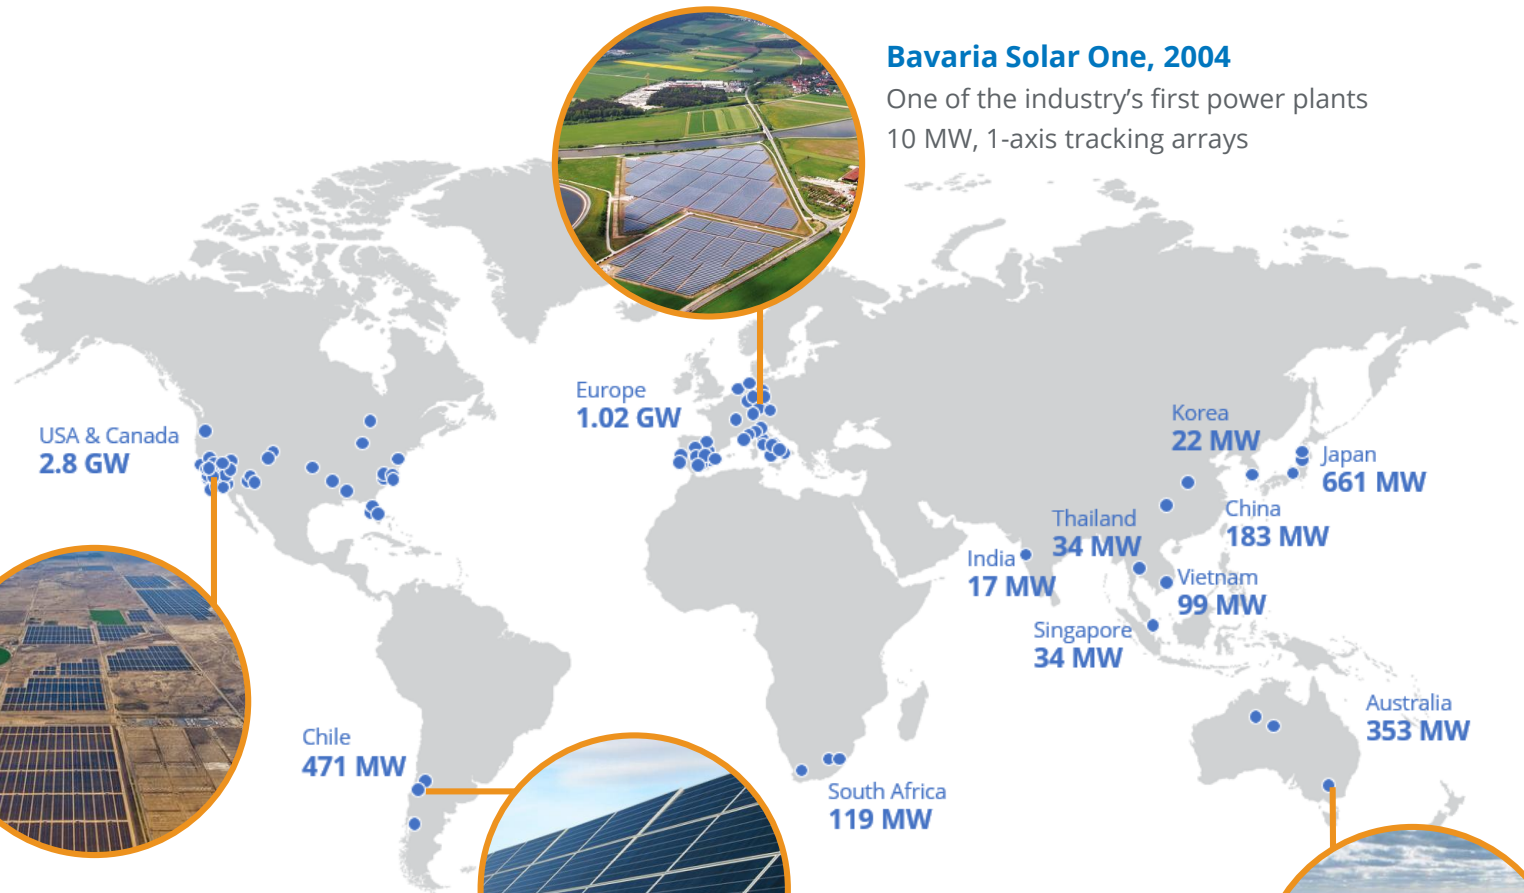 Bavaria Solar One, 2004
One of the industry’s first power plants
10 MW, 1-axis tracking arrays
Europe
1.02 GW
USA & Canada
2.8 GW
Korea
22 MW
Japan
661 MW
China
183 MW
Thailand
34 MW
India
17 MW
Vietnam
99 MW
Singapore
34 MW
Australia
353 MW
Chile
471 MW
South Africa
119 MW